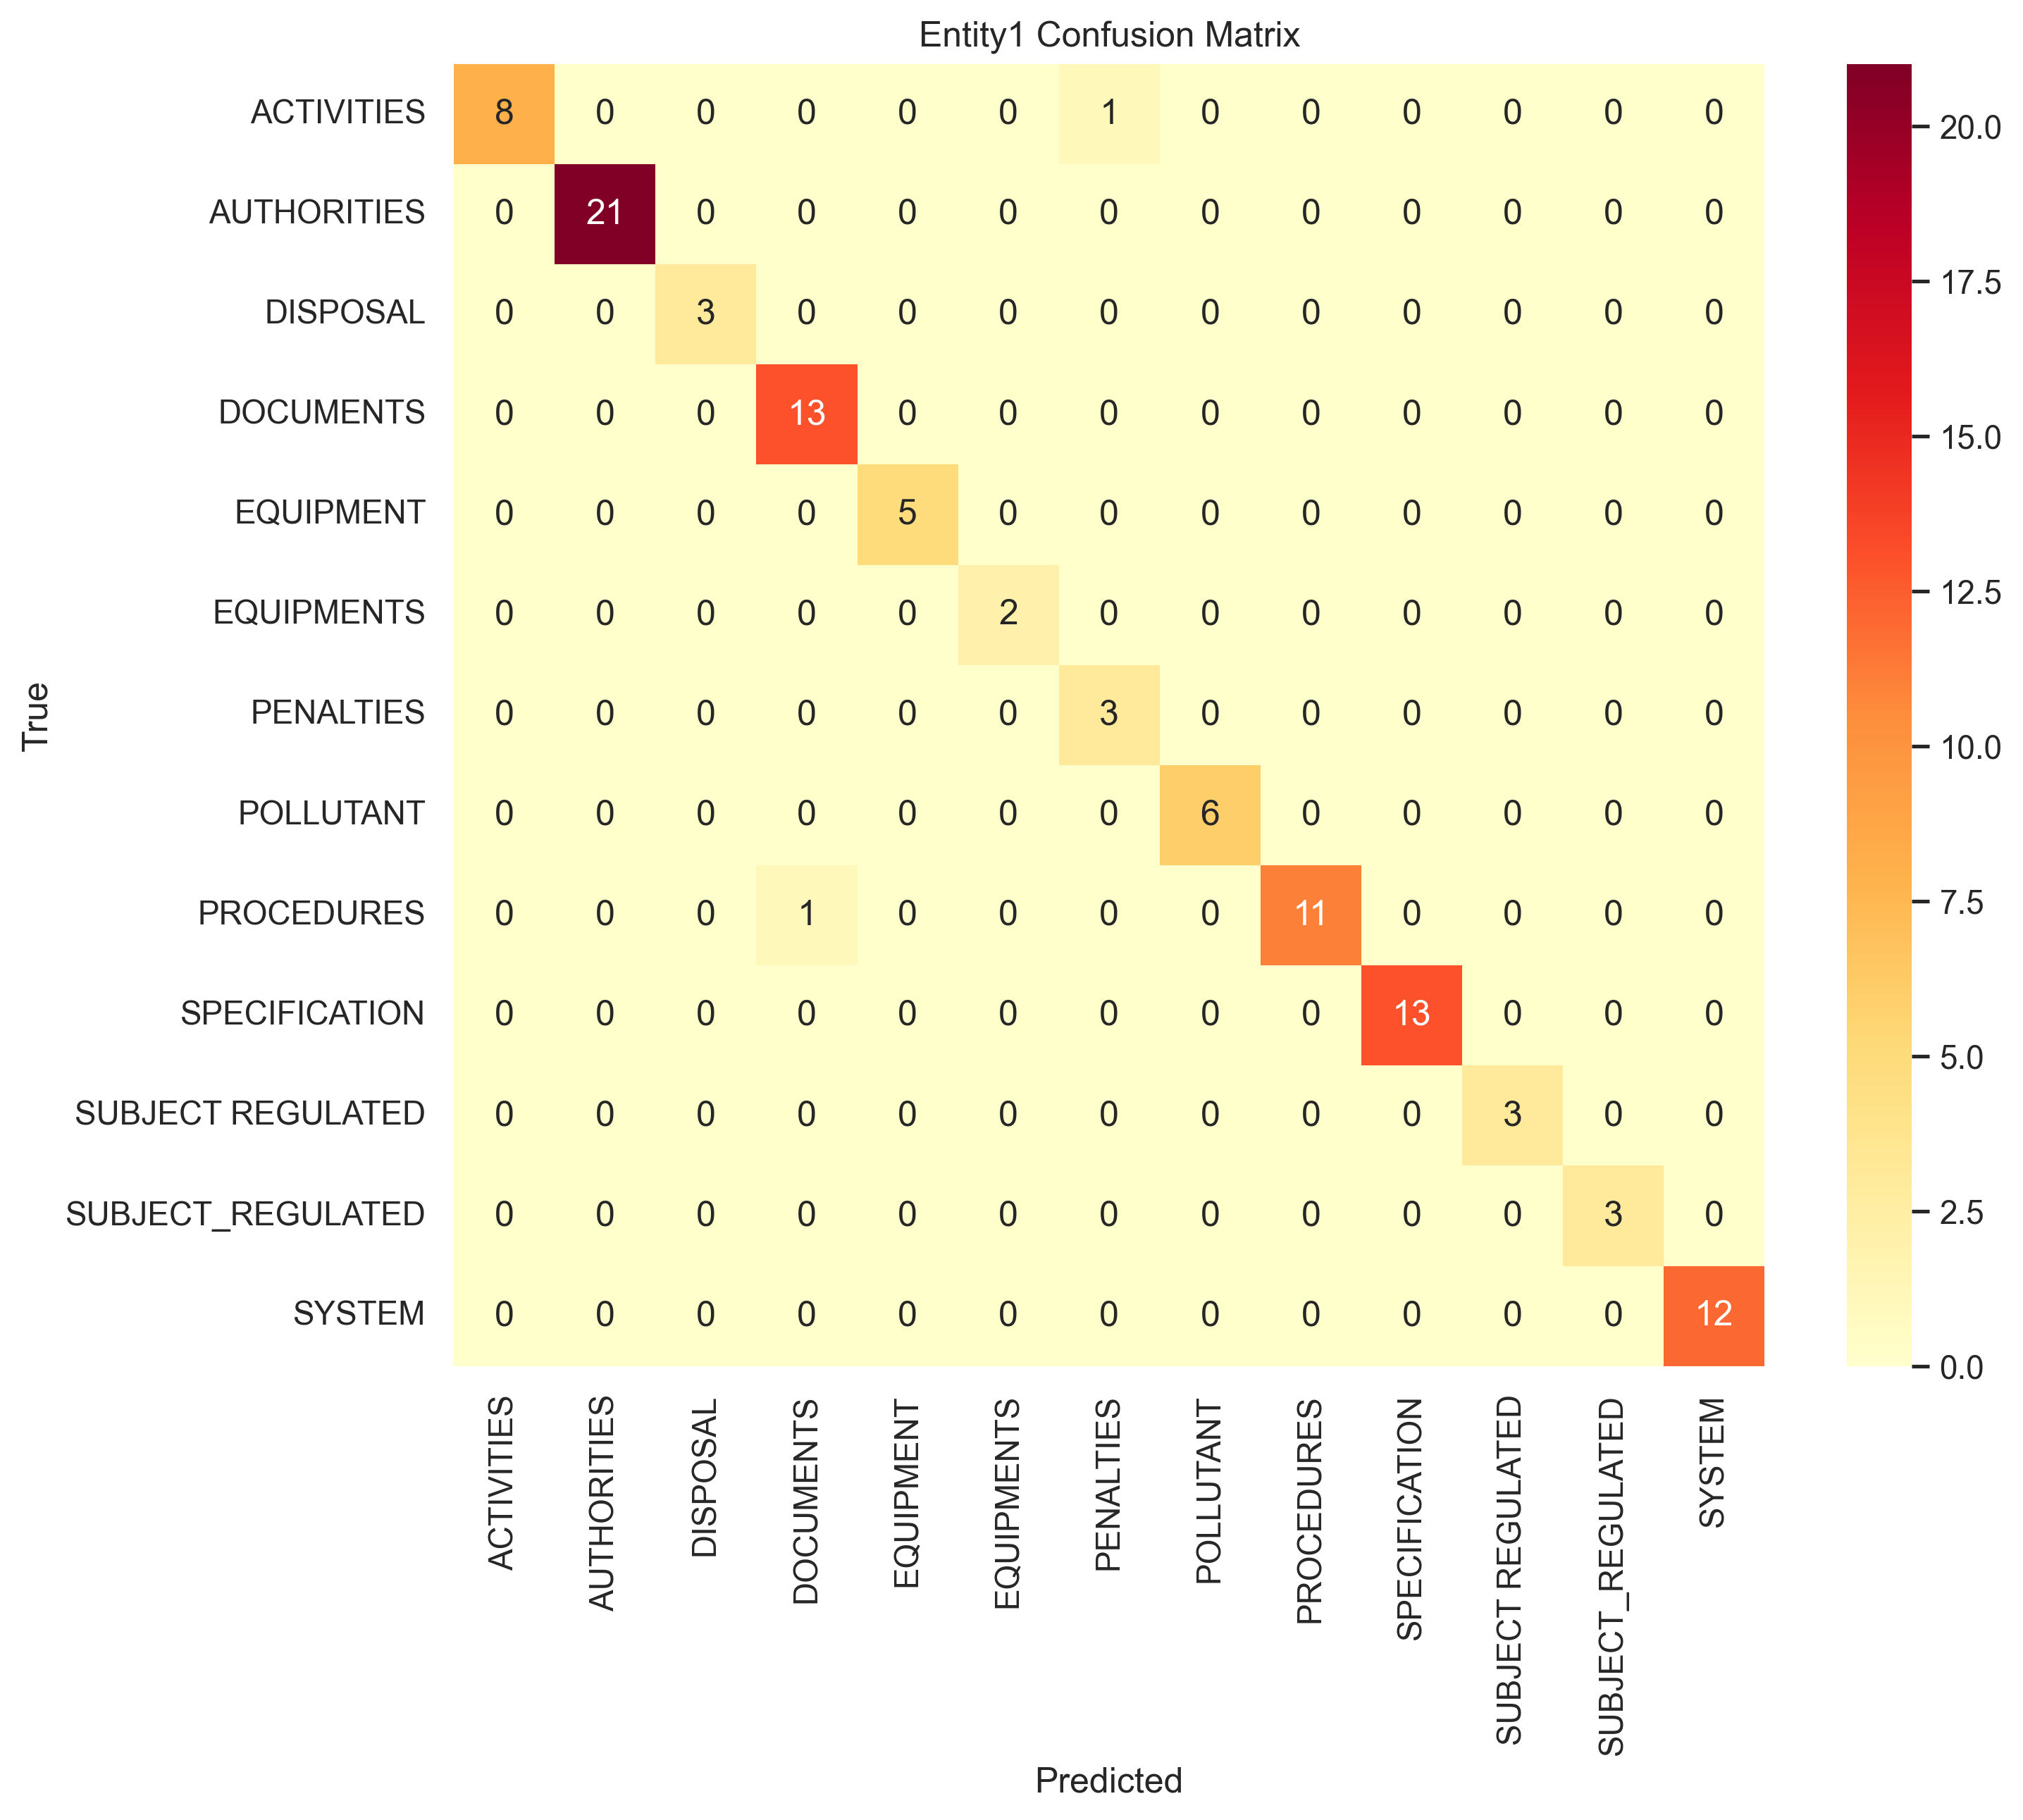 Entity1 Confusion Matrix
ACTIVITIES 8 0 0 0 0 0 1 0 0 0 0 0 0
AUTHORITIES 0 21 0 0 0 0 0 0 0 0 0 0 0
DISPOSAL 0 0 3 0 0 0 0 0 0 0 0 0 0
DOCUMENTS 0 0 0 13 0 0 0 0 0 0 0 0 0
EQUIPMENT 0 0 0 0 5 0 0 0 0 0 0 0 0
EQUIPMENTS 0 0 0 0 0 2 0 0 0 0 0 0 0
PENALTIES 0 0 0 0 0 0 3 0 0 0 0 0 0
POLLUTANT 0 0 0 0 0 0 0 6 0 0 0 0 0
PROCEDURES 0 0 0 1 0 0 0 0 11 0 0 0 0
SPECIFICATION 0 0 0 0 0 0 0 0 0 13 0 0 0
SUBJECT REGULATED 0 0 0 0 0 0 0 0 0 0 3 0 0
SUBJECT_REGULATED 0 0 0 0 0 0 0 0 0 0 0 3 0
SYSTEM 0 0 0 0 0 0 0 0 0 0 0 0 12
True
ACTIVITIES
AUTHORITIES
DISPOSAL
DOCUMENTS
EQUIPMENT
EQUIPMENTS
PENALTIES
POLLUTANT
PROCEDURES
SPECIFICATION
SUBJECT REGULATED
SUBJECT_REGULATED
SYSTEM
Predicted
20.0
17.5
15.0
12.5
10.0
7.5
5.0
2.5
0.0